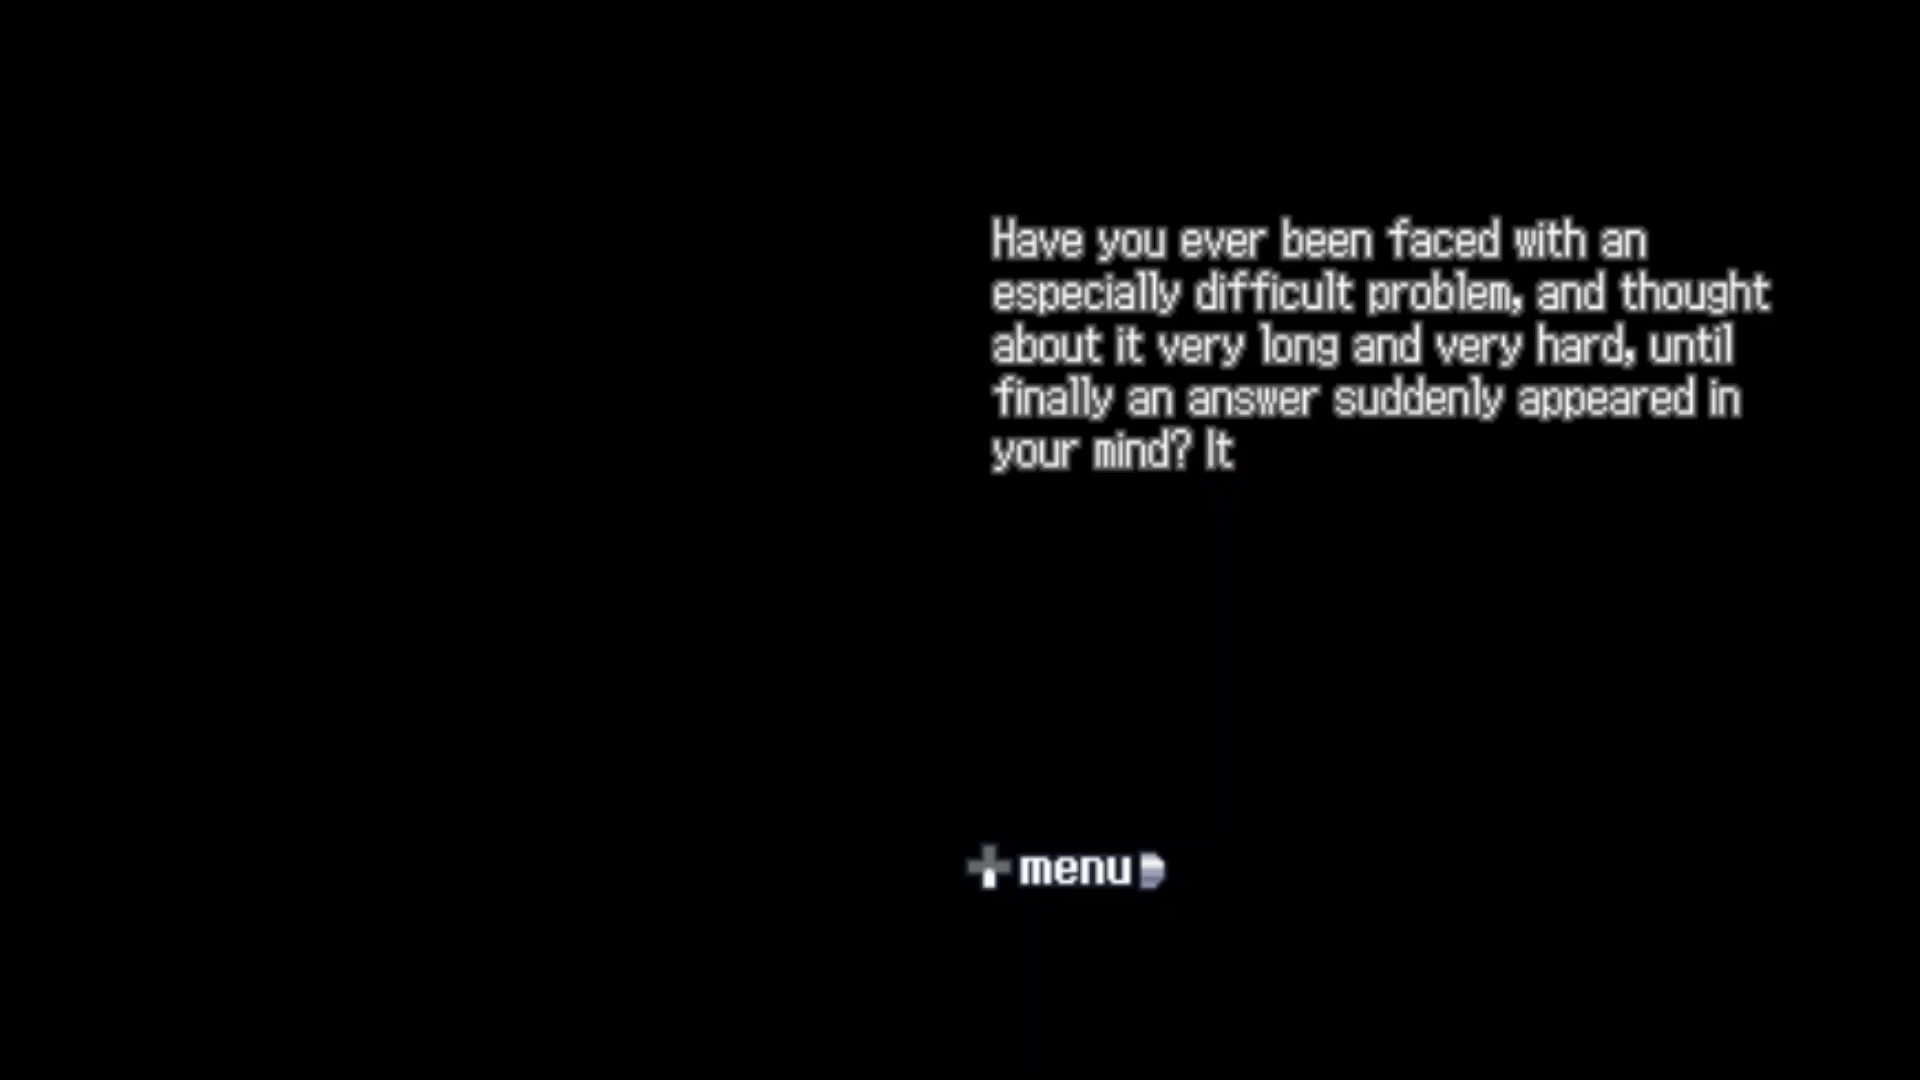 Have you ever been faced with an
especially difficult problem, and thought
about it very long and very hard, until
finally an answer suddenly appeared in
your mind? It
menu